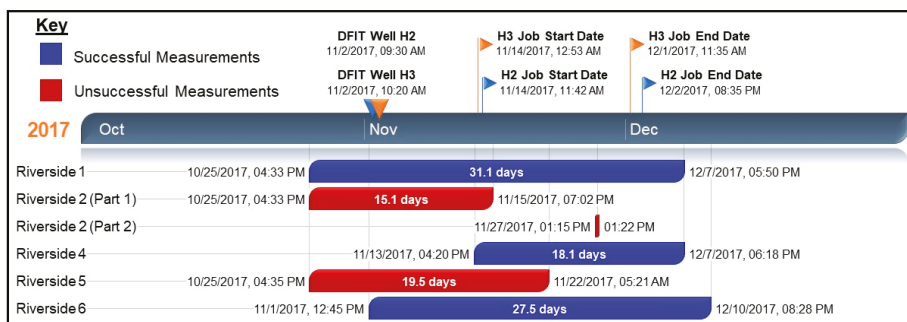 Key
Successful Measurements
Unsuccessful Measurements
DFIT Well H2
11/2/2017, 09:30 AM
DFIT Well H3
11/2/2017, 10:20 AM
H3 Job Start Date
11/14/2017, 12:53 AM
H2 Job Start Date
11/14/2017, 11:42 AM
H3 Job End Date
12/1/2017, 11:35 AM
H2 Job End Date
12/2/2017, 08:35 PM
2017 Oct Nov Dec
Riverside 1 10/25/2017, 04:33 PM 31.1 days 12/7/2017, 05:50 PM
Riverside 2 (Part 1) 10/25/2017, 04:33 PM 15.1 days 11/15/2017, 07:02 PM
Riverside 2 (Part 2) 11/27/2017, 01:15 PM 01:22 PM
Riverside 4 11/13/2017, 04:20 PM 18.1 days 12/7/2017, 06:18 PM
Riverside 5 10/25/2017, 04:35 PM 19.5 days 11/22/2017, 05:21 AM
Riverside 6 11/1/2017, 12:45 PM 27.5 days 12/10/2017, 08:28 PM